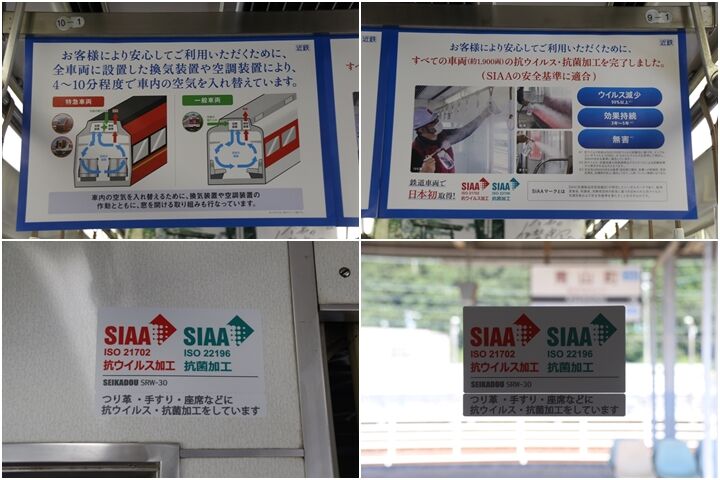 10-1
近鉄
お客様により安心してご利用いただくために、
全車両に設置した換気装置や空調装置により、
4～10分程度で車内の空気を入れ替えています。
特急車両
一般車両
車内の空気を入れ替えるために、換気装置や空調装置の
作動とともに、窓を開ける取り組みも行なっています。
9-1
近鉄
お客様により安心してご利用いただくために、
すべての車両(約1,900両)の抗ウイルス・抗菌加工を完了しました。
(SIAAの安全基準に適合)
ウイルス減少
効果持続
無害
鉄道車両で
日本初取得!
SIAA
ISO 21702
抗ウイルス加工
SIAA
ISO 22196
抗菌加工
SIAAマークとは
SIAA
ISO 21702
抗ウイルス加工
SIAA
ISO 22196
抗菌加工
SEIKADOU SRW-30
つり革・手すり・座席などに
抗ウイルス・抗菌加工をしています
青山町
SIAA
ISO 21702
抗ウイルス加工
SIAA
ISO 22196
抗菌加工
SEIKADOU SRW-30
つり革・手すり・座席などに
抗ウイルス・抗菌加工をしています